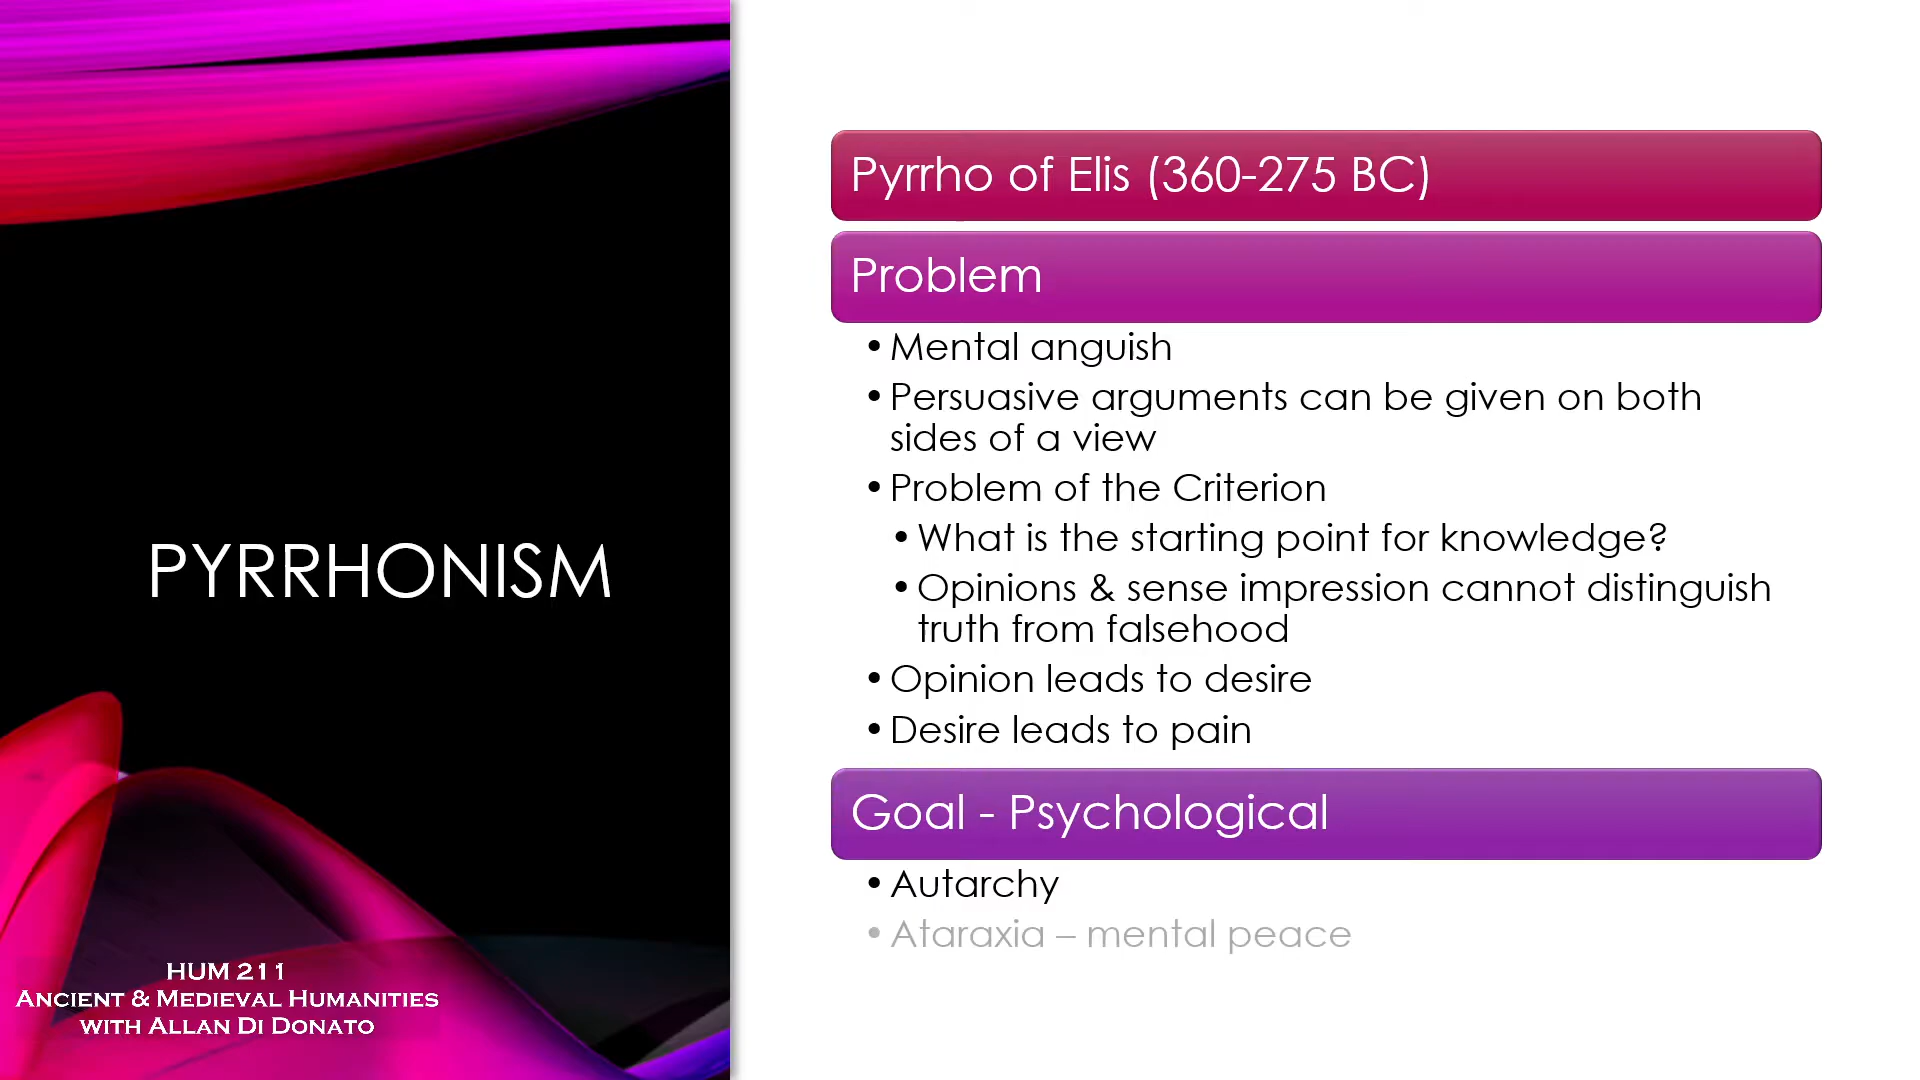 PYRRHONISM
HUM 211
ANCIENT & MEDIEVAL HUMANITIES
WITH ALLAN DI DONATO
Pyrrho of Elis (360-275 BC)
Problem
• Mental anguish
• Persuasive arguments can be given on both
sides of a view
• Problem of the Criterion
• What is the starting point for knowledge?
• Opinions & sense impression cannot distinguish
truth from falsehood
• Opinion leads to desire
• Desire leads to pain
Goal - Psychological
• Autarchy
• Ataraxia – mental peace